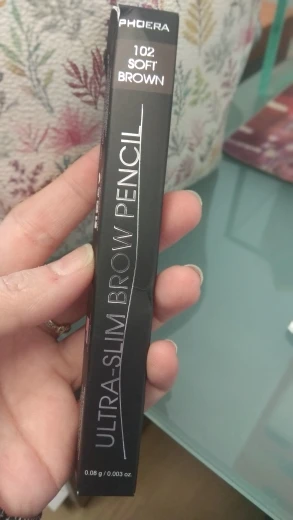 PHOERA
102
SOFT
BROWN
ULTRA-SLIM BROW PENCIL
0.08 g / 0.003 oz.